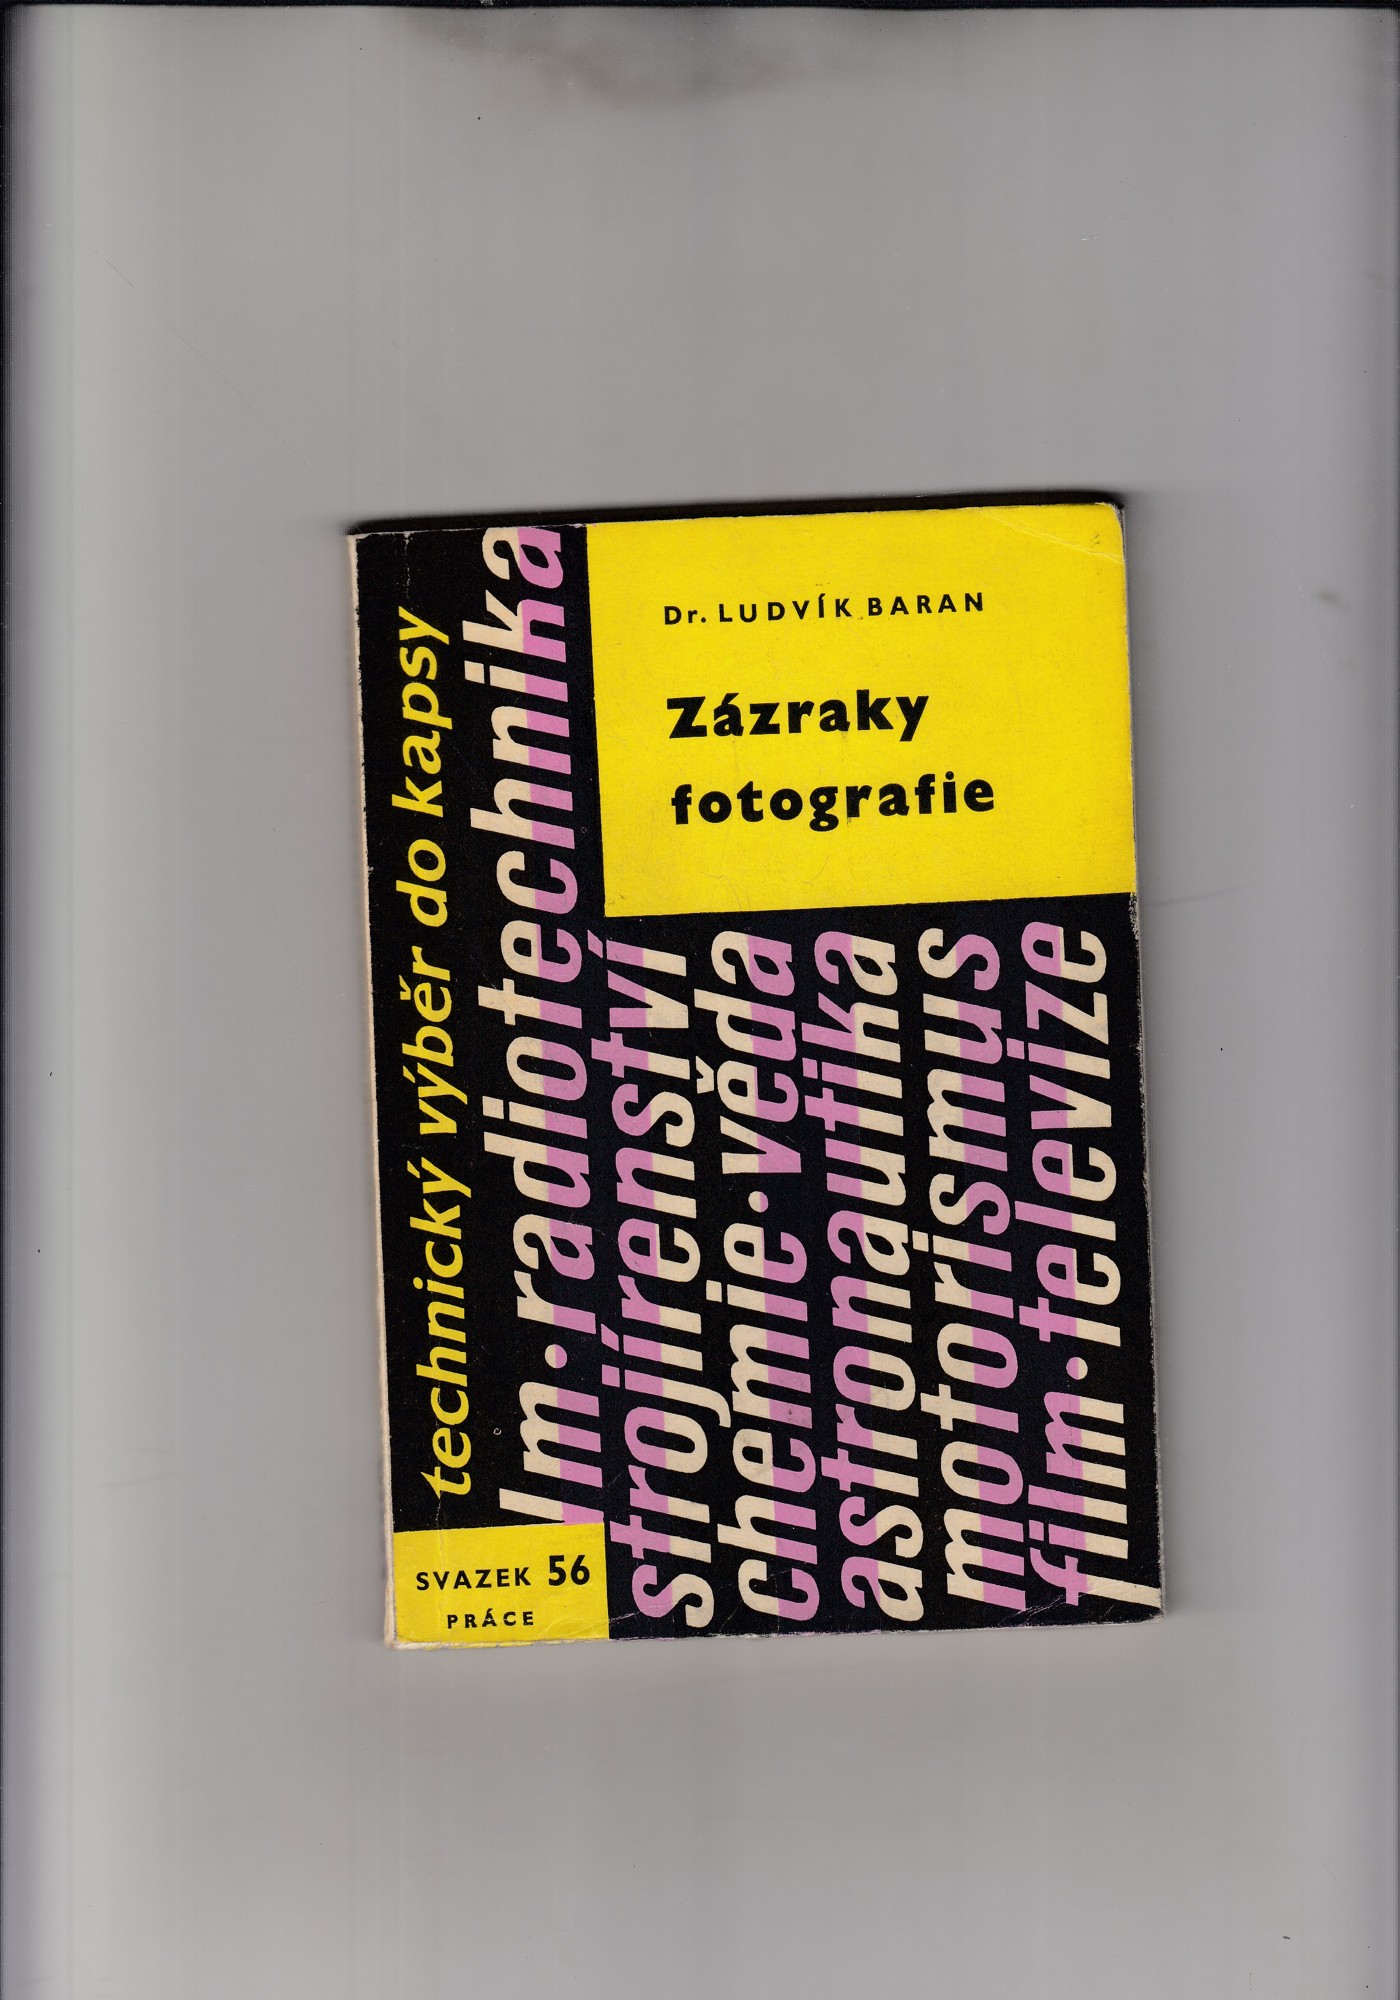 Dr. LUDVÍK BARAN
Zázraky
fotografie
technický výběr do kapsy
lm · radiotechnika
strojírenství
chemie · věda
astronautika
motorismus
film · televize
SVAZEK 56
PRÁCE